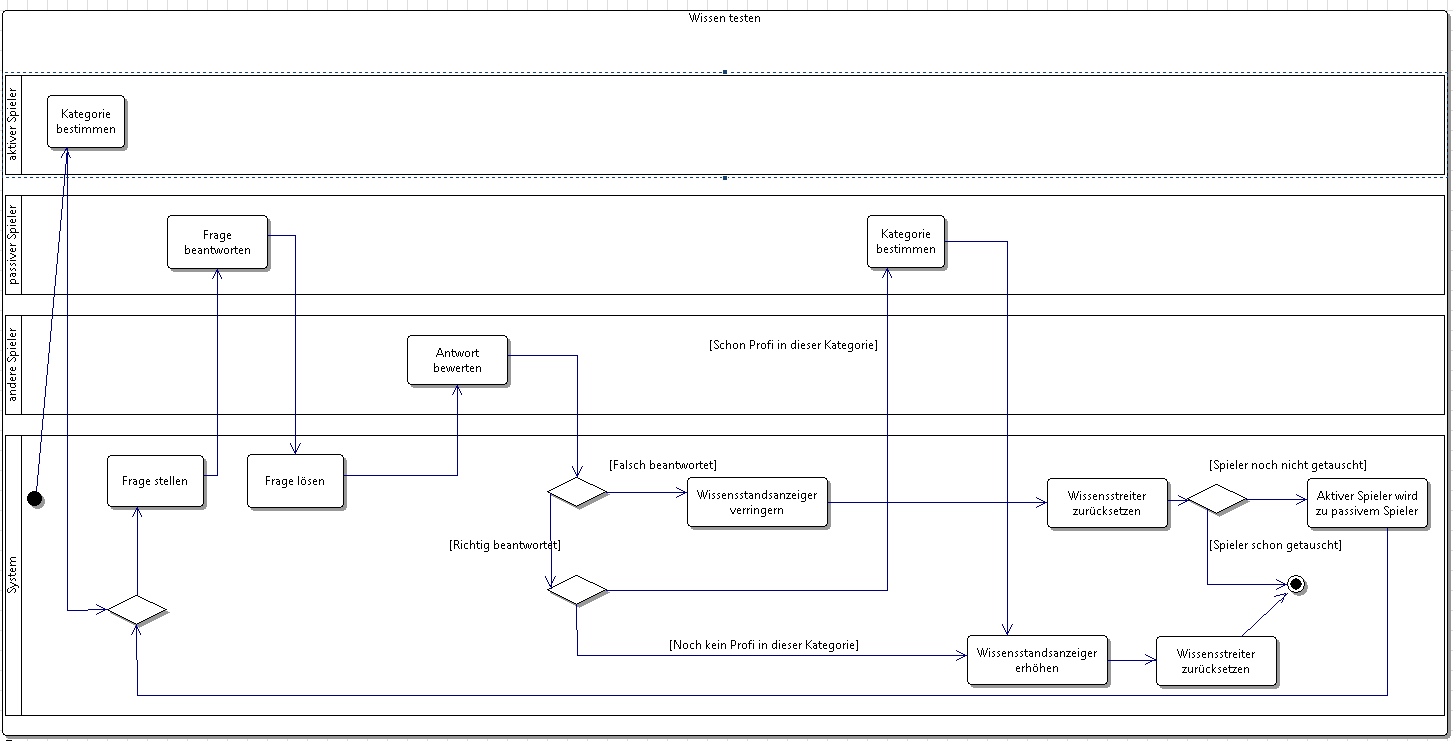 Wissen testen
aktiver Spieler
Kategorie
bestimmen
passiver Spieler
Frage
beantworten
Kategorie
bestimmen
andere Spieler
Antwort
bewerten
[Schon Profi in dieser Kategorie]
System
Frage stellen
Frage lösen
[Falsch beantwortet]
Wissensstandsanzeiger
verringern
Wissensstreiter
zurücksetzen
[Spieler noch nicht getauscht]
Aktiver Spieler wird
zu passivem Spieler
[Richtig beantwortet]
[Spieler schon getauscht]
[Noch kein Profi in dieser Kategorie]
Wissensstandsanzeiger
erhöhen
Wissensstreiter
zurücksetzen